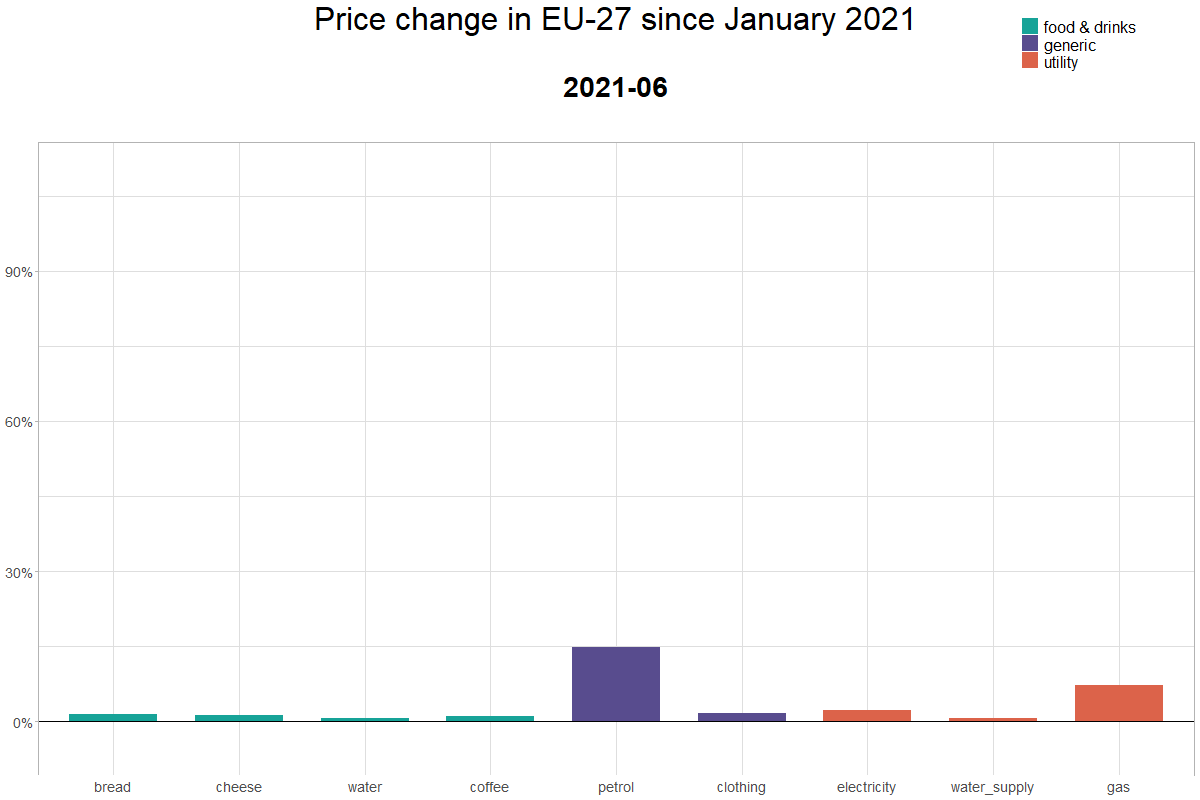 Price change in EU-27 since January 2021
food & drinks
generic
utility
2021-06
90%
60%
30%
0%
bread cheese water coffee petrol clothing electricity water_supply gas